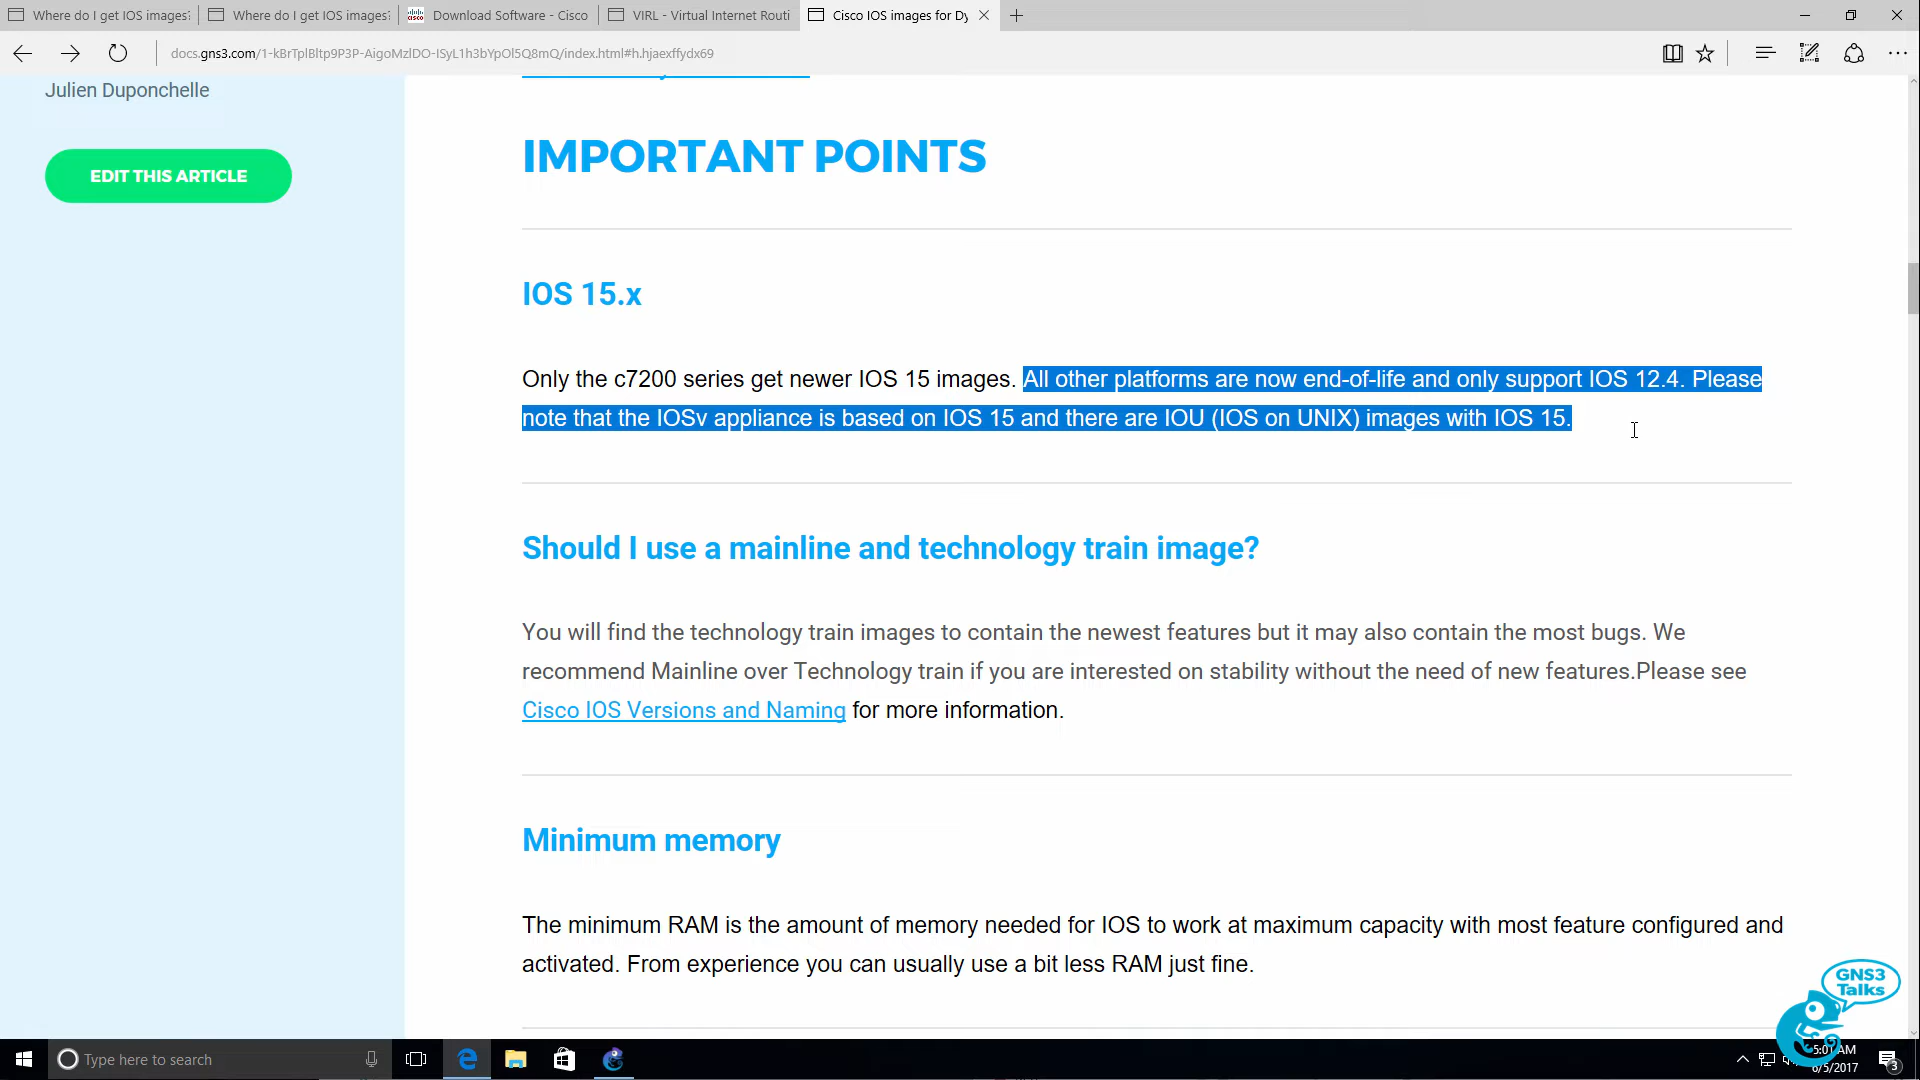 Where do I get IOS images?
Where do I get IOS images?
Download Software - Cisco
VIRL - Virtual Internet Routi
Cisco IOS images for Dy
docs.gns3.com/1-kBrTplBltp9P3P-AigoMzlDO-ISyL1h3bYpOl5Q8mQ/index.html#h.hjaexffydx69
Julien Duponchelle
EDIT THIS ARTICLE
IMPORTANT POINTS
IOS 15.x
Only the c7200 series get newer IOS 15 images. All other platforms are now end-of-life and only support IOS 12.4. Please
note that the IOSv appliance is based on IOS 15 and there are IOU (IOS on UNIX) images with IOS 15.
Should I use a mainline and technology train image?
You will find the technology train images to contain the newest features but it may also contain the most bugs. We
recommend Mainline over Technology train if you are interested on stability without the need of new features.Please see
Cisco IOS Versions and Naming for more information.
Minimum memory
The minimum RAM is the amount of memory needed for IOS to work at maximum capacity with most feature configured and
activated. From experience you can usually use a bit less RAM just fine.
GNS3
Talks
Type here to search
5:01 AM
6/5/2017
3